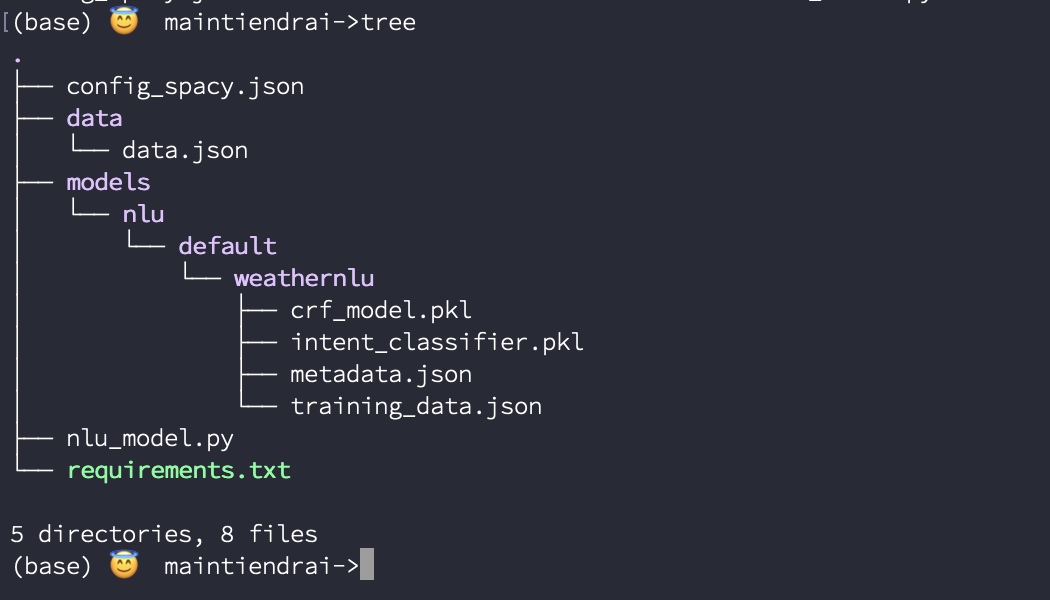 [(base) 😇  maintiendrai->tree
.
├── config_spacy.json
├── data
│   └── data.json
├── models
│   └── nlu
│       └── default
│           └── weathernlu
│               ├── crf_model.pkl
│               ├── intent_classifier.pkl
│               ├── metadata.json
│               └── training_data.json
├── nlu_model.py
└── requirements.txt
5 directories, 8 files
(base) 😇  maintiendrai->